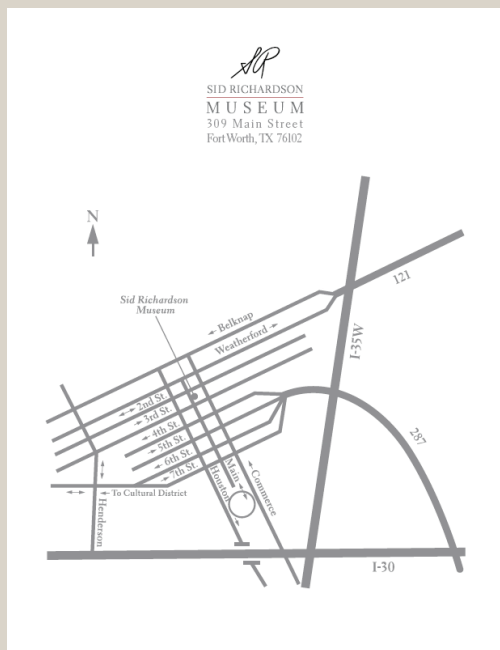 SR
SID RICHARDSON
MUSEUM
309 Main Street
Fort Worth, TX 76102
N
121
Sid Richardson
Museum
Belknap
Weatherford
I-35W
2nd St.
3rd St.
4th St.
5th St.
6th St.
7th St.
287
Main
Houston
Commerce
To Cultural District
Henderson
I-30